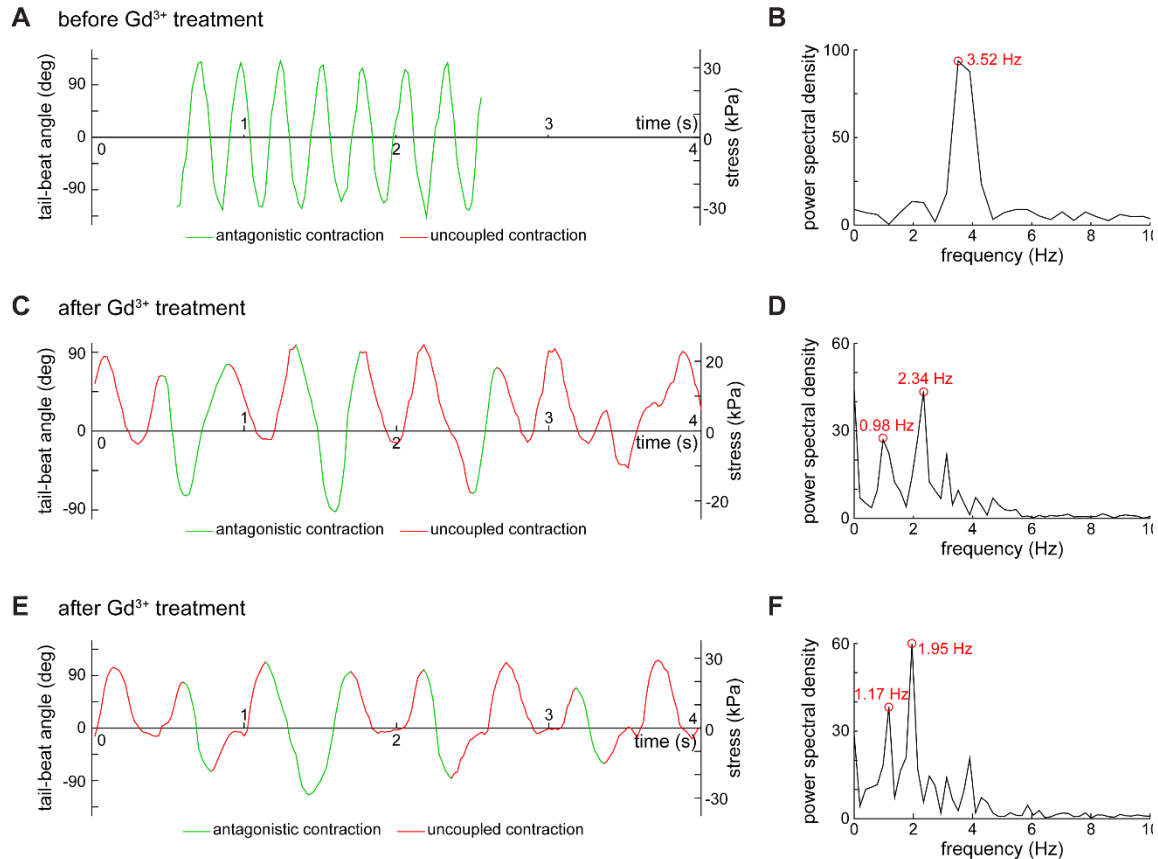 A before Gd³⁺ treatment
tail-beat angle (deg)
90
0
-90
0
1
2
3
4
time (s)
30
0
-30
stress (kPa)
antagonistic contraction
uncoupled contraction
B
power spectral density
100
50
0
3.52 Hz
0 2 4 6 8 10
frequency (Hz)
C after Gd³⁺ treatment
tail-beat angle (deg)
90
0
-90
0
1
2
3
4
time (s)
20
0
-20
stress (kPa)
antagonistic contraction
uncoupled contraction
D
power spectral density
60
30
0
0.98 Hz
2.34 Hz
0 2 4 6 8 10
frequency (Hz)
E after Gd³⁺ treatment
tail-beat angle (deg)
90
0
-90
0
1
2
3
4
time (s)
30
0
-30
stress (kPa)
antagonistic contraction
uncoupled contraction
F
power spectral density
60
40
20
0
1.17 Hz
1.95 Hz
0 2 4 6 8 10
frequency (Hz)